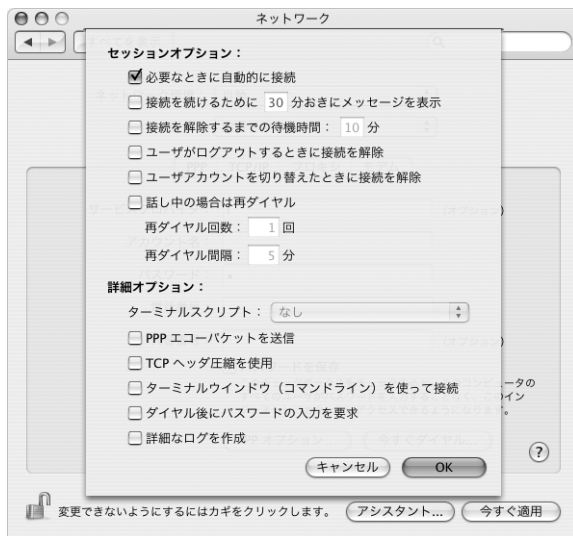 ネットワーク
セッションオプション：
必要なときに自動的に接続
接続を続けるために 30 分おきにメッセージを表示
接続を解除するまでの待機時間： 10 分
ユーザがログアウトするときに接続を解除
ユーザアカウントを切り替えたときに接続を解除
話し中の場合は再ダイヤル
再ダイヤル回数： 1 回
再ダイヤル間隔： 5 分
詳細オプション：
ターミナルスクリプト： なし
PPP エコーパケットを送信
TCP ヘッダ圧縮を使用
ターミナルウインドウ（コマンドライン）を使って接続
ダイヤル後にパスワードの入力を要求
詳細なログを作成
キャンセル OK
?
変更できないようにするにはカギをクリックします。 アシスタント... 今すぐ適用